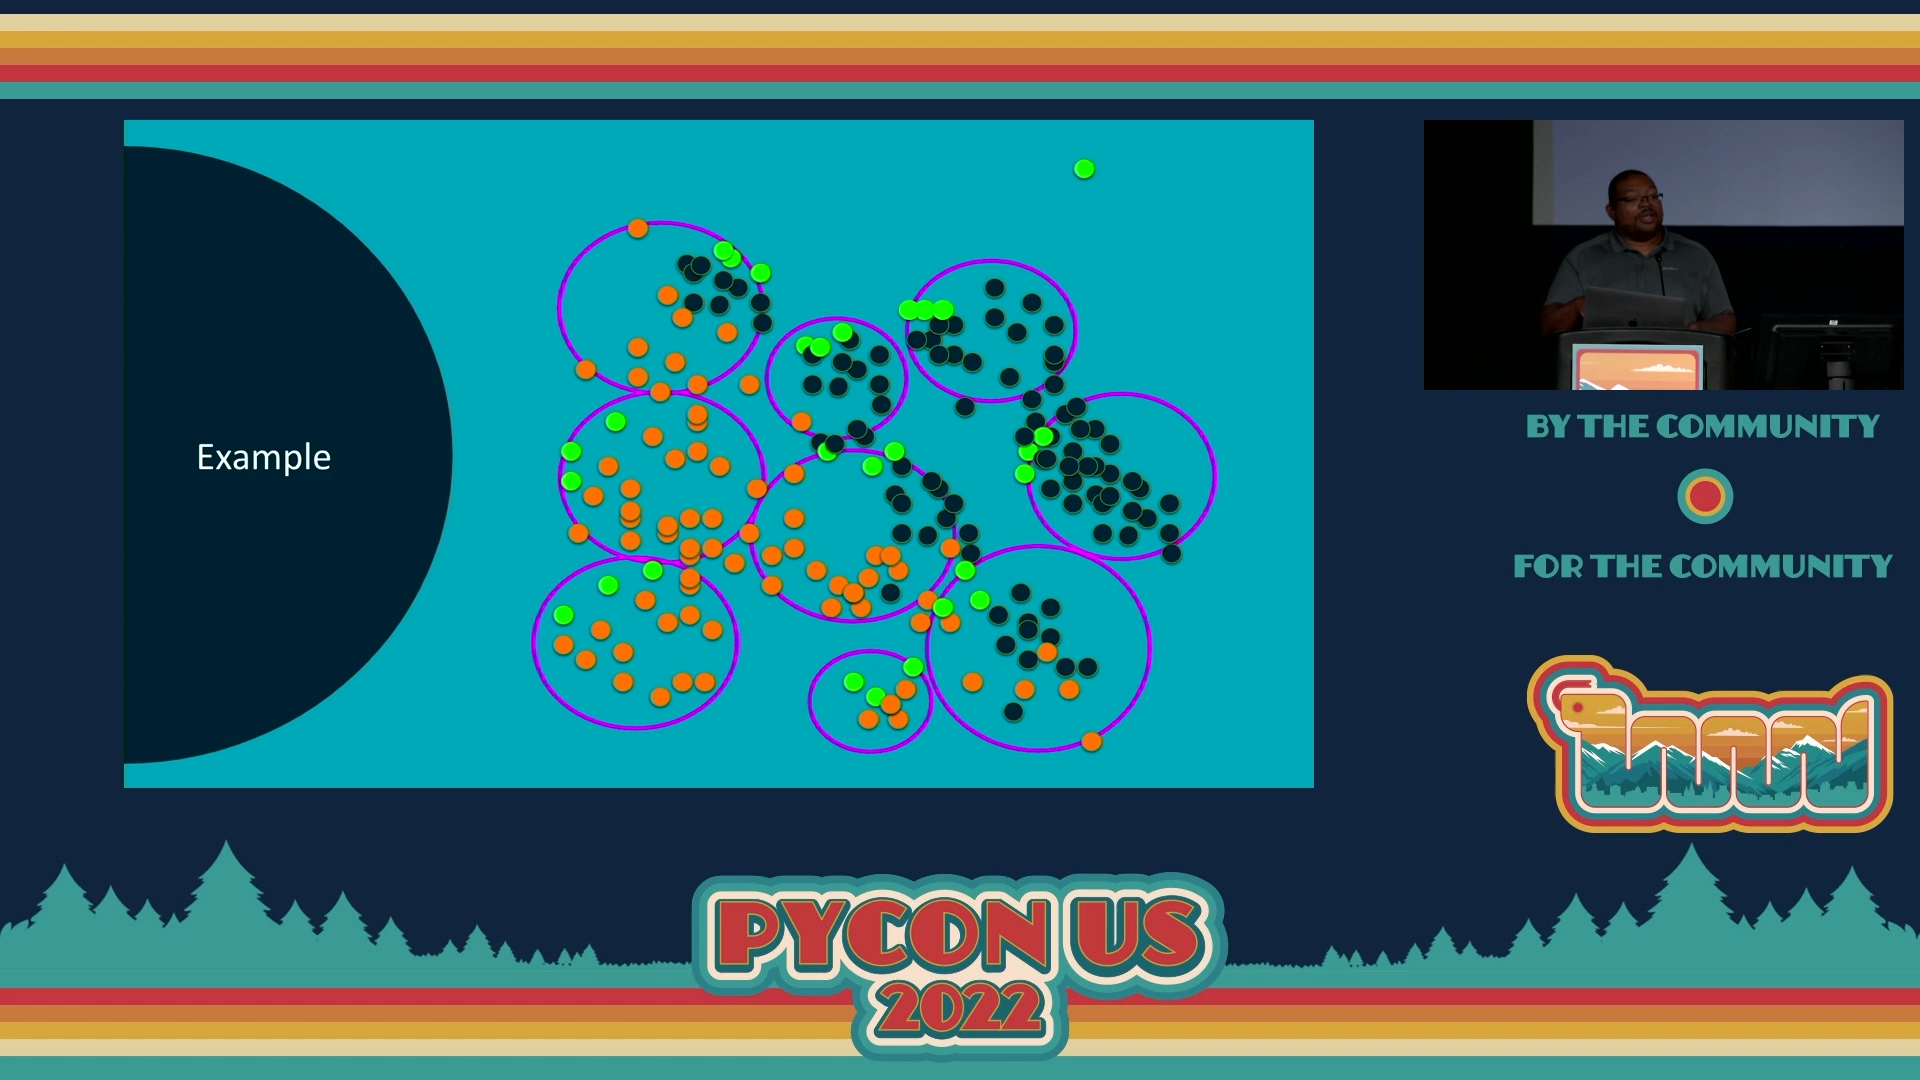 Example
BY THE COMMUNITY
FOR THE COMMUNITY
PYCON US
2022